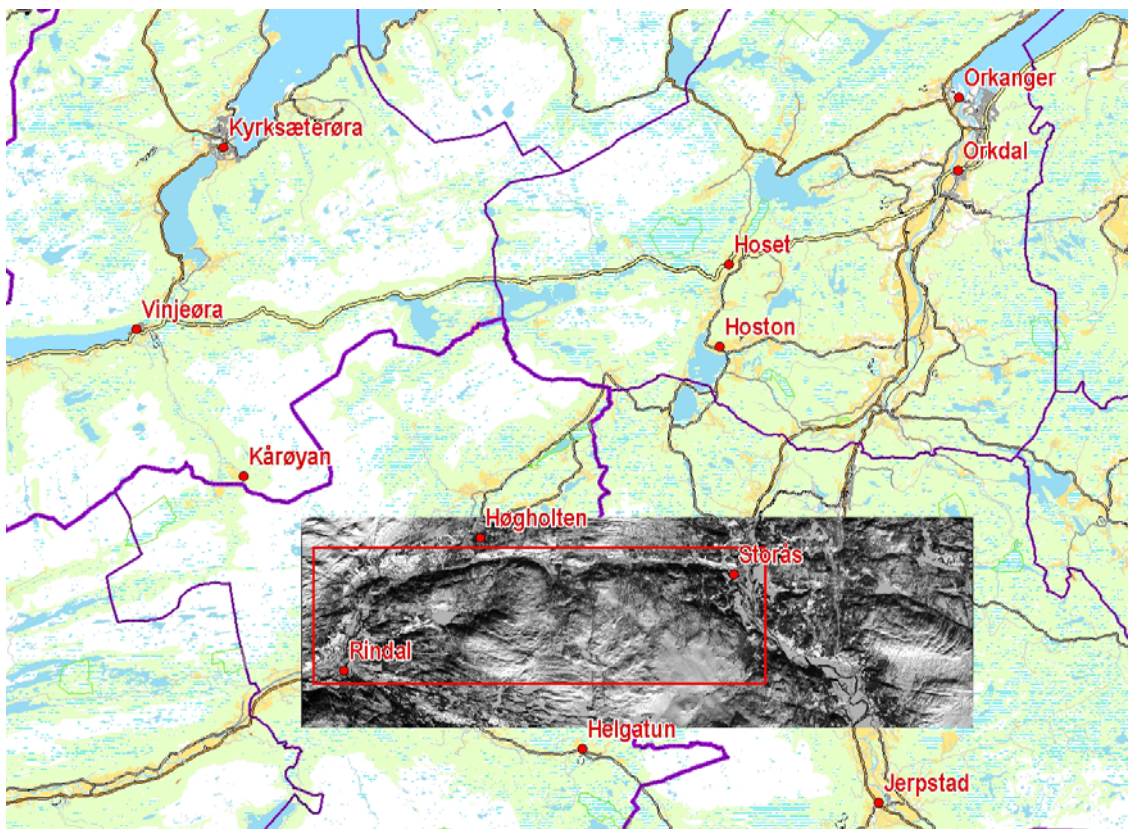 Orkanger
Kyrksæterøra
Orkdal
Hoset
Vinjeøra
Hoston
Kårøyan
Høgholten
Storås
Rindal
Helgatun
Jerpstad